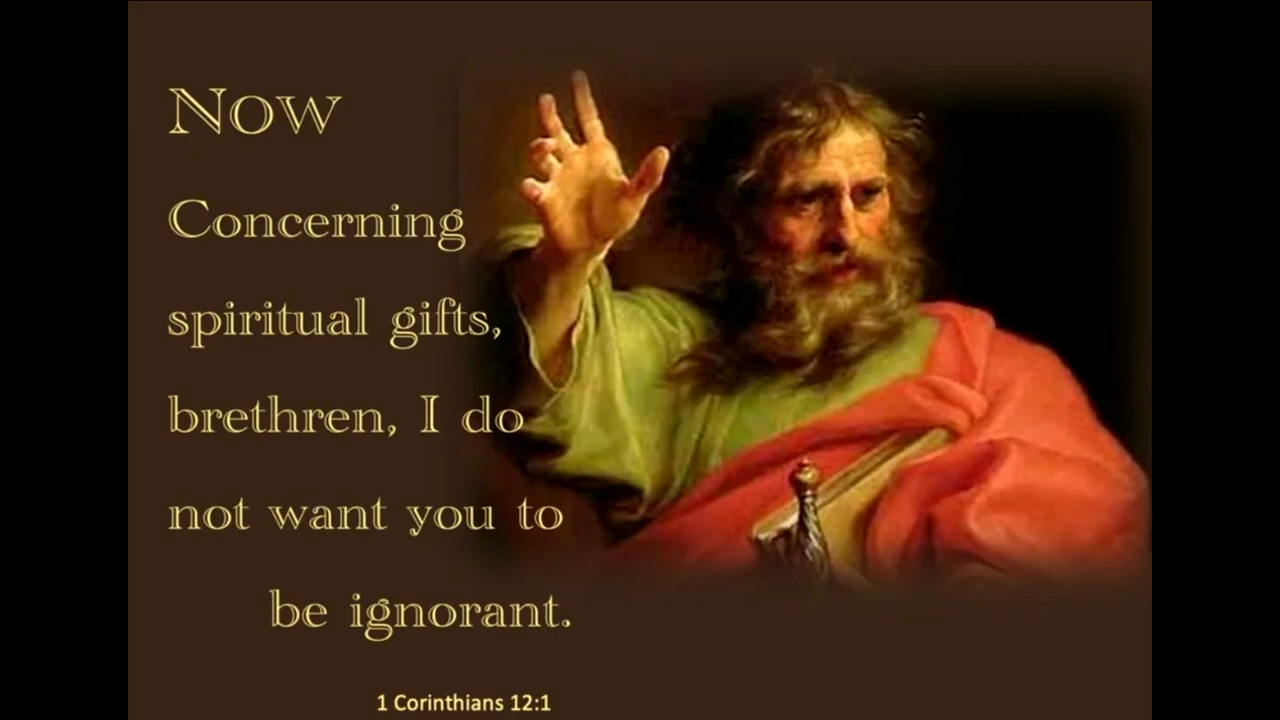 Now
Concerning
spiritual gifts,
brethren, I do
not want you to
be ignorant.
1 Corinthians 12:1